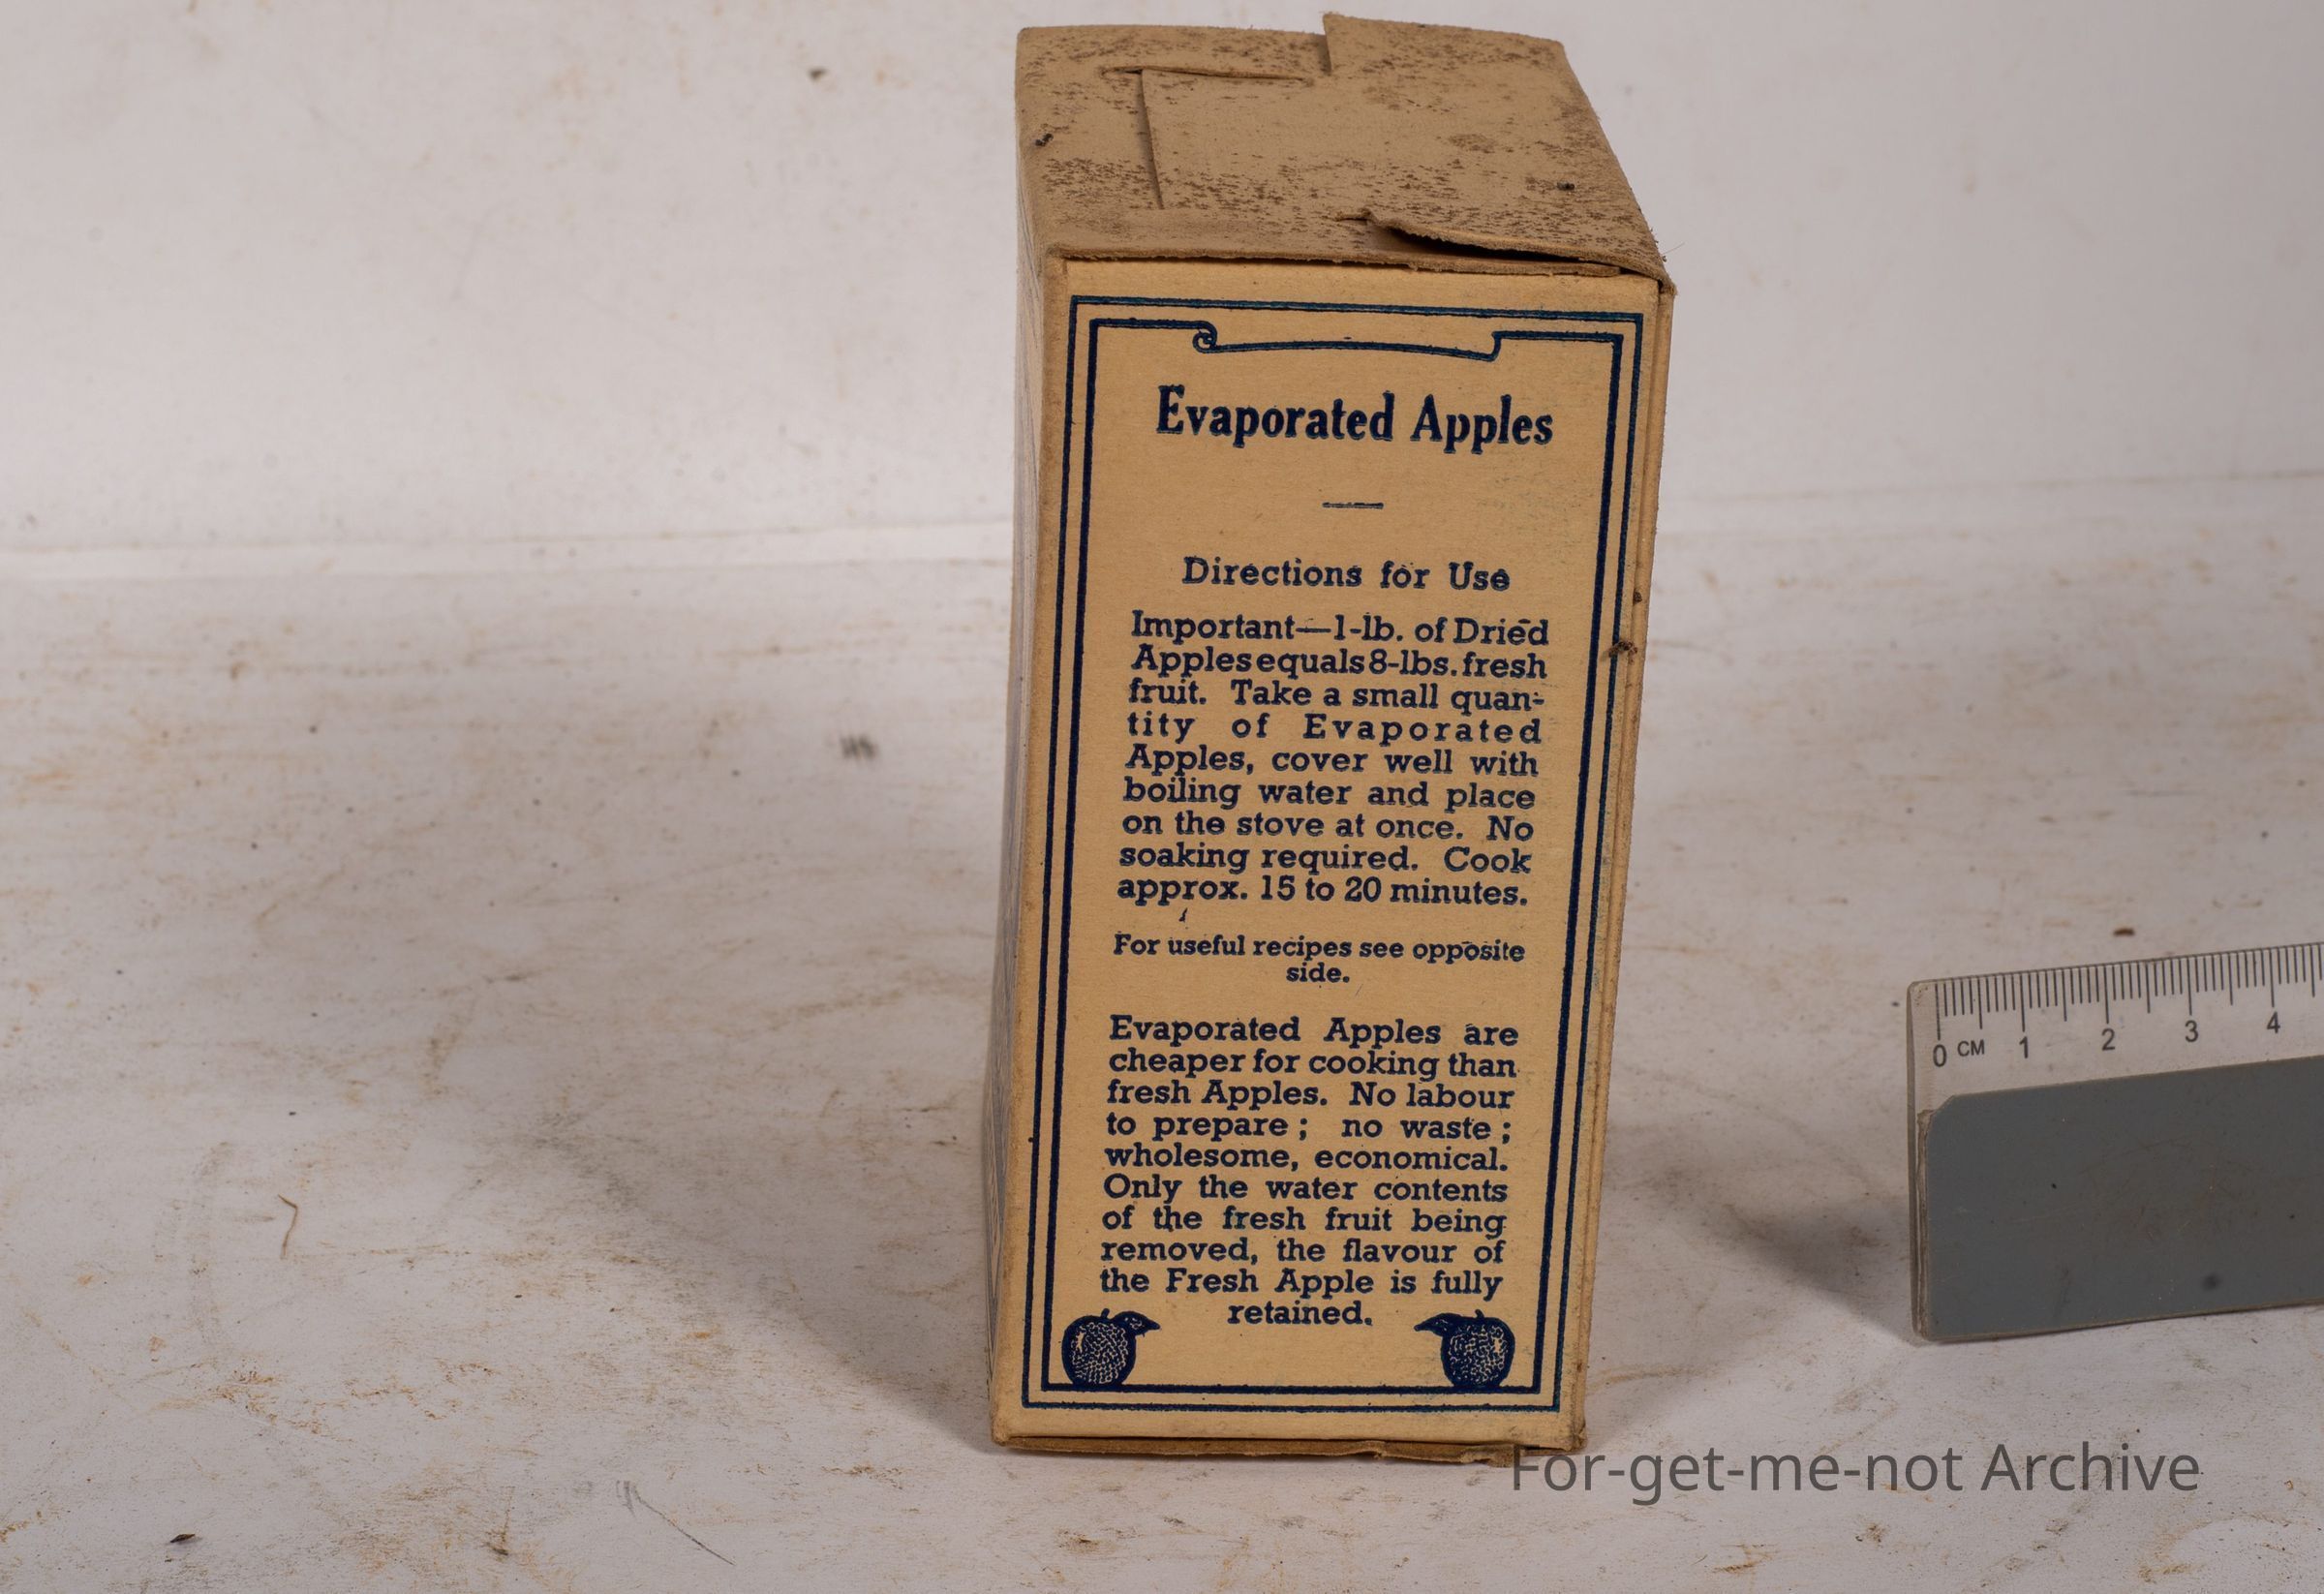 Evaporated Apples
Directions for Use
Important—1-lb. of Dried
Apples equals 8-lbs. fresh
fruit. Take a small quan-
tity of Evaporated
Apples, cover well with
boiling water and place
on the stove at once. No
soaking required. Cook
approx. 15 to 20 minutes.
For useful recipes see opposite
side.
Evaporated Apples are
cheaper for cooking than
fresh Apples. No labour
to prepare ; no waste ;
wholesome, economical.
Only the water contents
of the fresh fruit being
removed, the flavour of
the Fresh Apple is fully
retained.
0 CM 1 2 3 4
For-get-me-not Archive